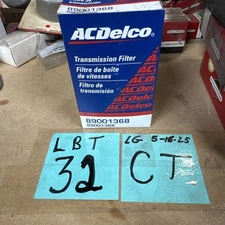 ACDelco
Transmission Filter
Filtre de boîte
de vitesses
Filtro de
transmisión
89001368
89001368
LBT
32
LG 5-16-25
CT